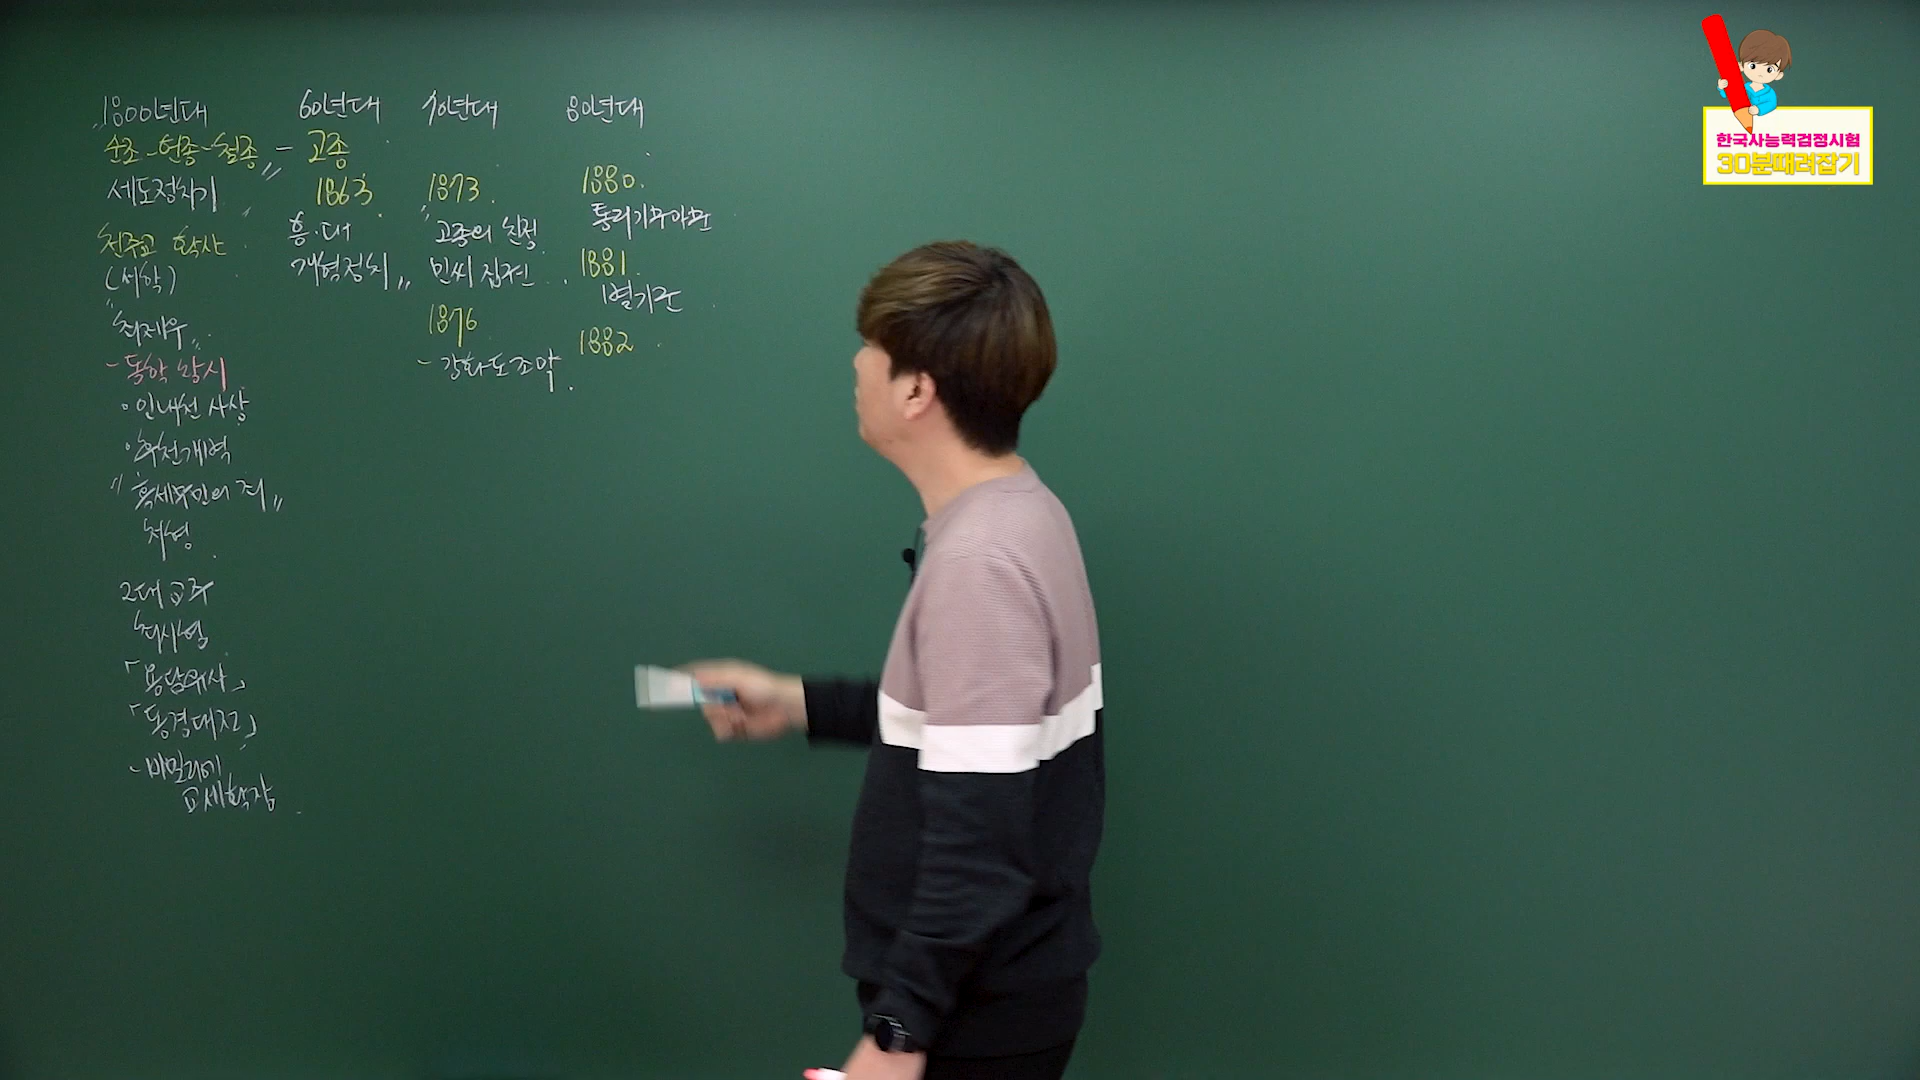 1800년대
순조-헌종-철종 -
세도정치기
천주교 확산
(서학)
최제우
- 동학 창시
· 인내천 사상
· 후천개벽
"혹세무민의 죄"
처형
2대 교주
최시형
「용담유사」
「동경대전」
- 비밀리에
교세확장
60년대
고종
1863
흥·대
개혁정치
70년대
1873
고종의 친정
민씨 집권
1876
- 강화도조약
80년대
1880
통리기무아문
1881
별기군
1882
한국사능력검정시험
30분때려잡기